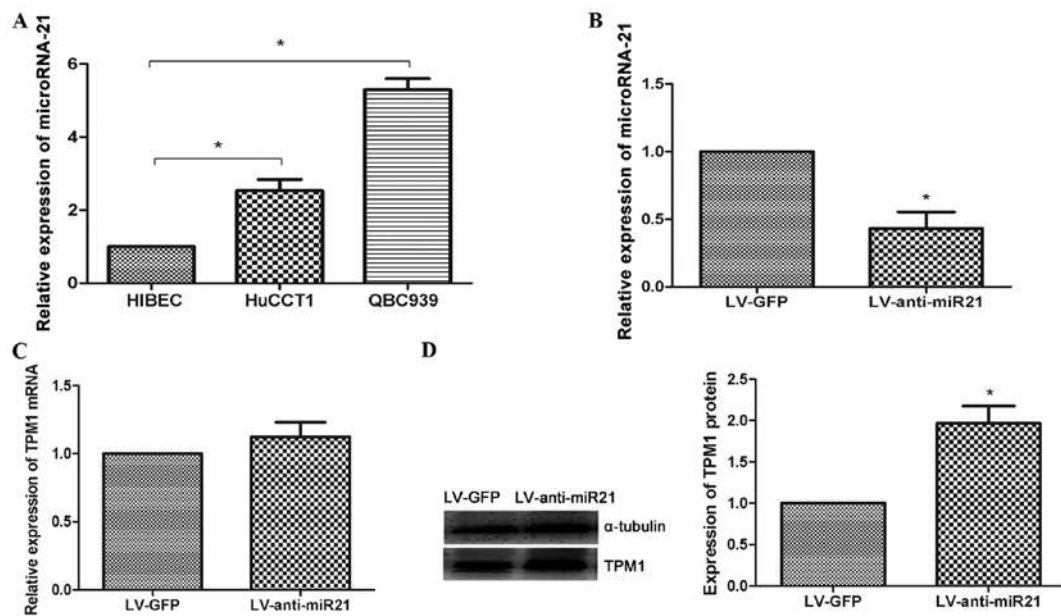 A
Relative expression of microRNA-21
6
4
2
0
*
*
HIBEC
HuCCT1
QBC939
B
Relative expression of microRNA-21
1.5
1.0
0.5
0.0
*
LV-GFP
LV-anti-miR21
C
Relative expression of TPM1 mRNA
1.5
1.0
0.5
0.0
LV-GFP
LV-anti-miR21
D
LV-GFP LV-anti-miR21
α-tubulin
TPM1
Expression of TPM1 protein
2.5
2.0
1.5
1.0
0.5
0.0
*
LV-GFP
LV-anti-miR21